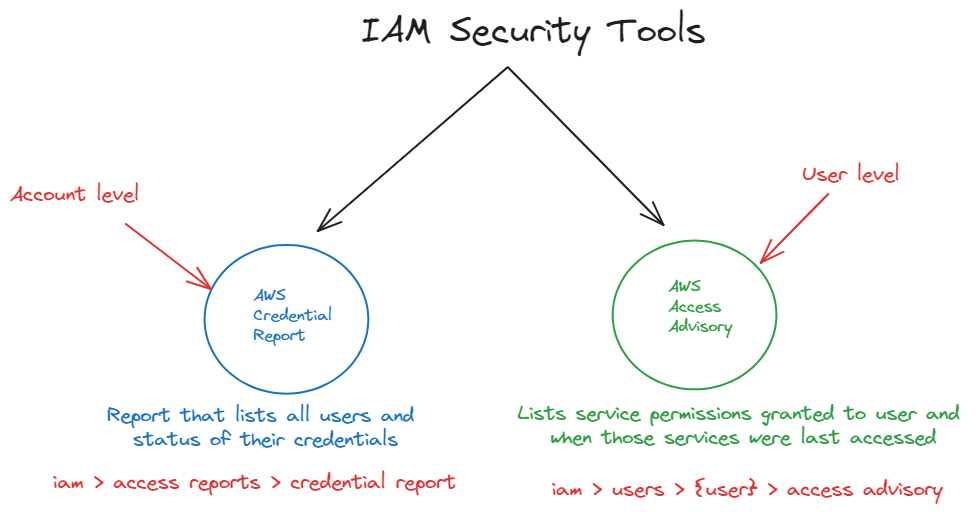 IAM Security Tools
Account level
User level
AWS
Credential
Report
AWS
Access
Advisory
Report that lists all users and
status of their credentials
Lists service permissions granted to user and
when those services were last accessed
iam > access reports > credential report
iam > users > {user} > access advisory